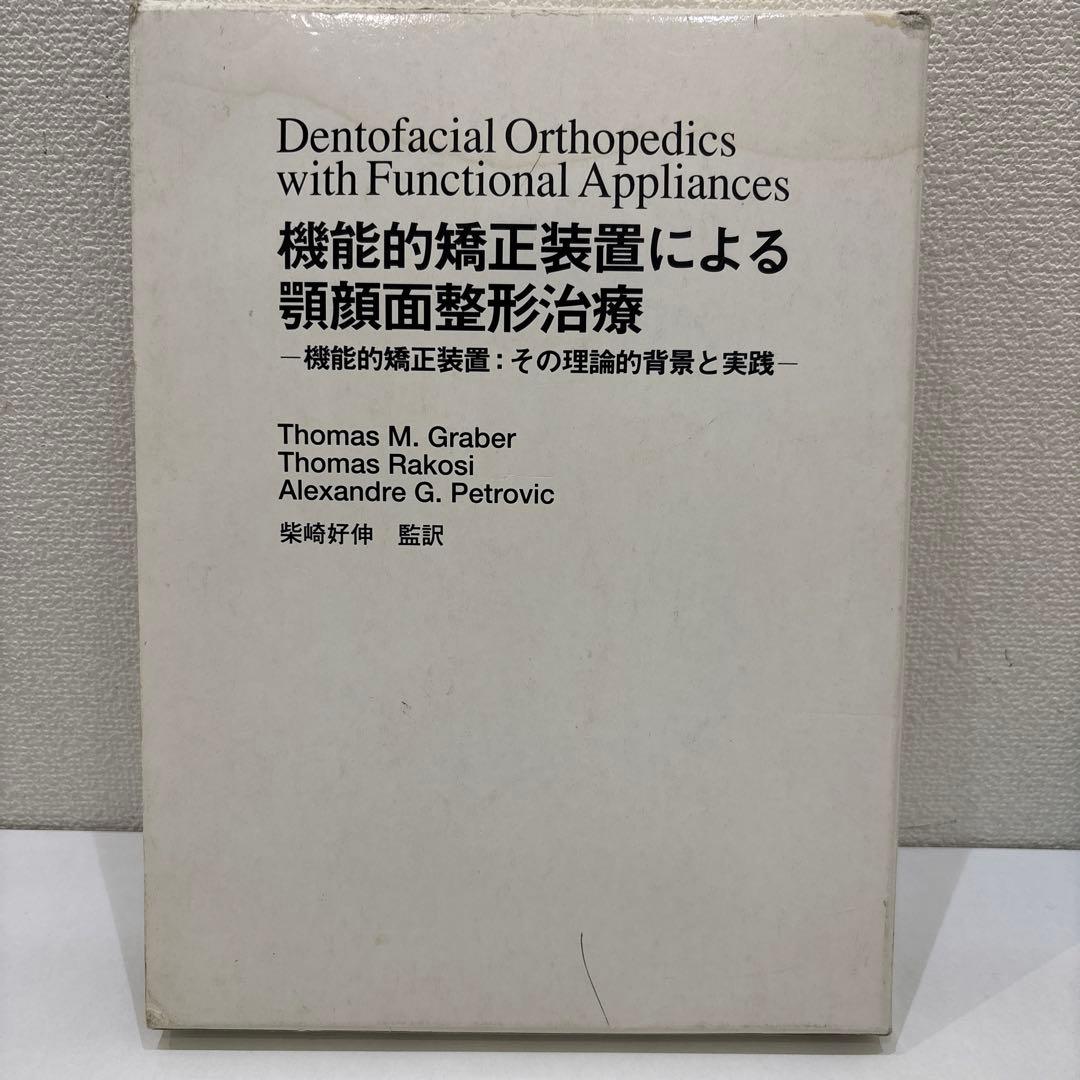 Dentofacial Orthopedics
with Functional Appliances
機能的矯正装置による
顎顔面整形治療
—機能的矯正装置：その理論的背景と実践—
Thomas M. Graber
Thomas Rakosi
Alexandre G. Petrovic
柴崎好伸　監訳